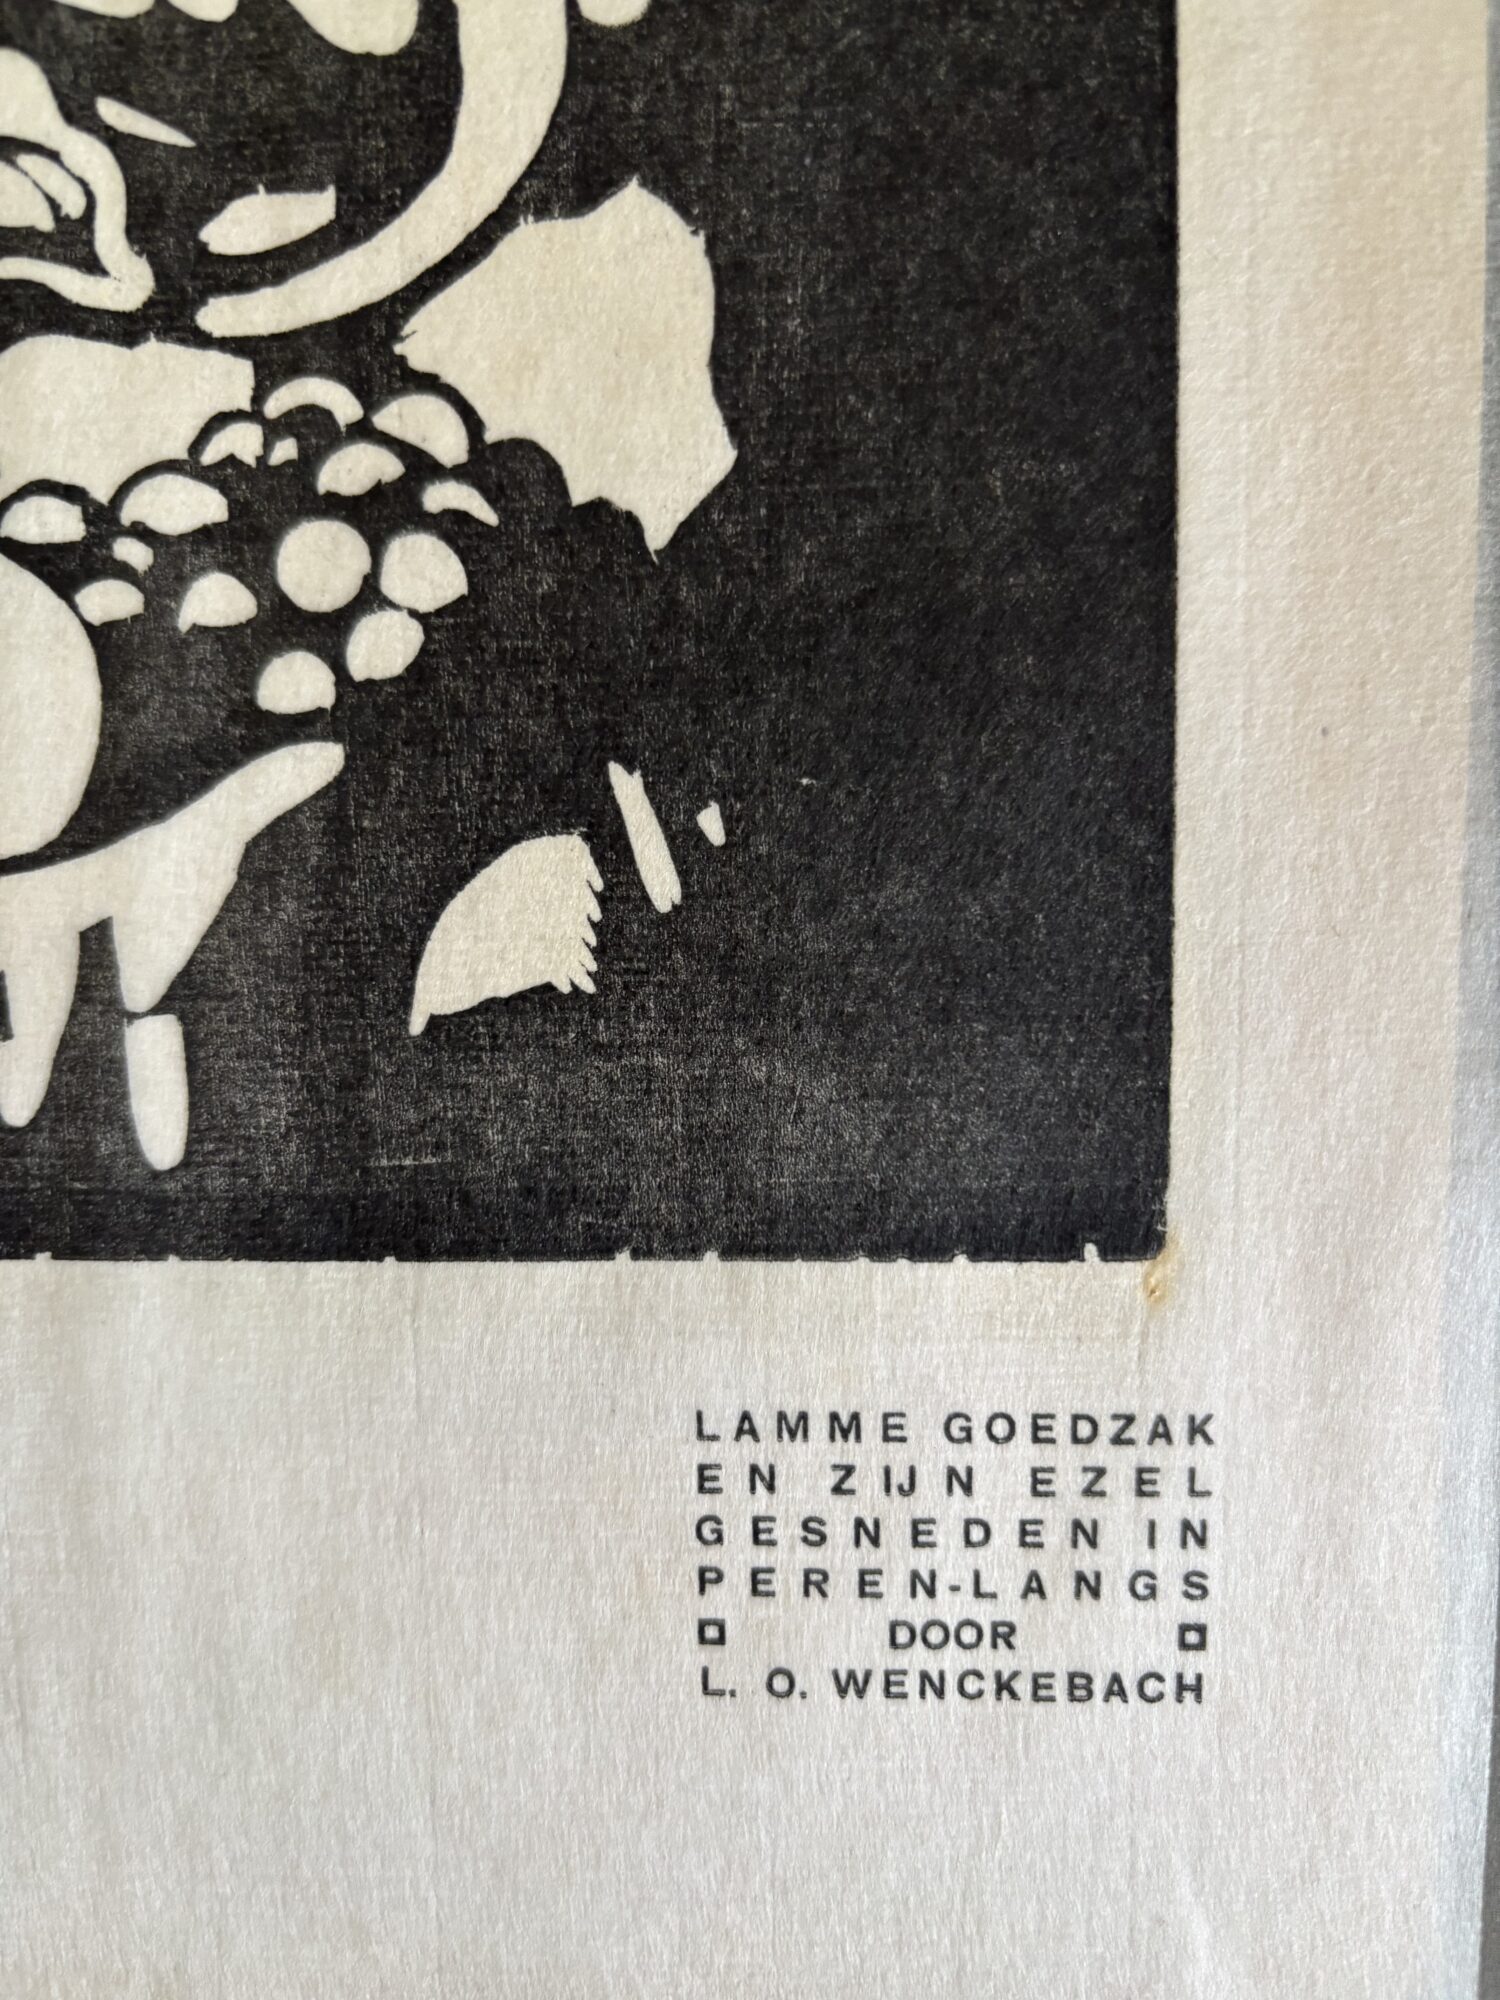 LAMME GOEDZAK
EN ZIJN EZEL
GESNEDEN IN
PEREN-LANGS
DOOR
L. O. WENCKEBACH